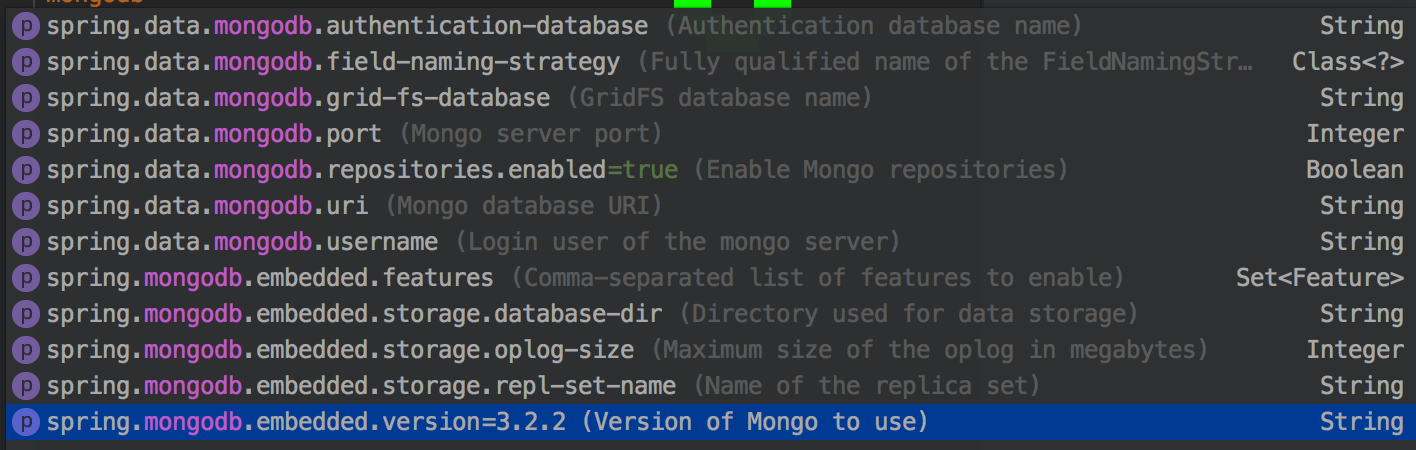 mongodb
p spring.data.mongodb.authentication-database (Authentication database name) String
p spring.data.mongodb.field-naming-strategy (Fully qualified name of the FieldNamingStr… Class<?>
p spring.data.mongodb.grid-fs-database (GridFS database name) String
p spring.data.mongodb.port (Mongo server port) Integer
p spring.data.mongodb.repositories.enabled=true (Enable Mongo repositories) Boolean
p spring.data.mongodb.uri (Mongo database URI) String
p spring.data.mongodb.username (Login user of the mongo server) String
p spring.mongodb.embedded.features (Comma-separated list of features to enable) Set<Feature>
p spring.mongodb.embedded.storage.database-dir (Directory used for data storage) String
p spring.mongodb.embedded.storage.oplog-size (Maximum size of the oplog in megabytes) Integer
p spring.mongodb.embedded.storage.repl-set-name (Name of the replica set) String
p spring.mongodb.embedded.version=3.2.2 (Version of Mongo to use) String